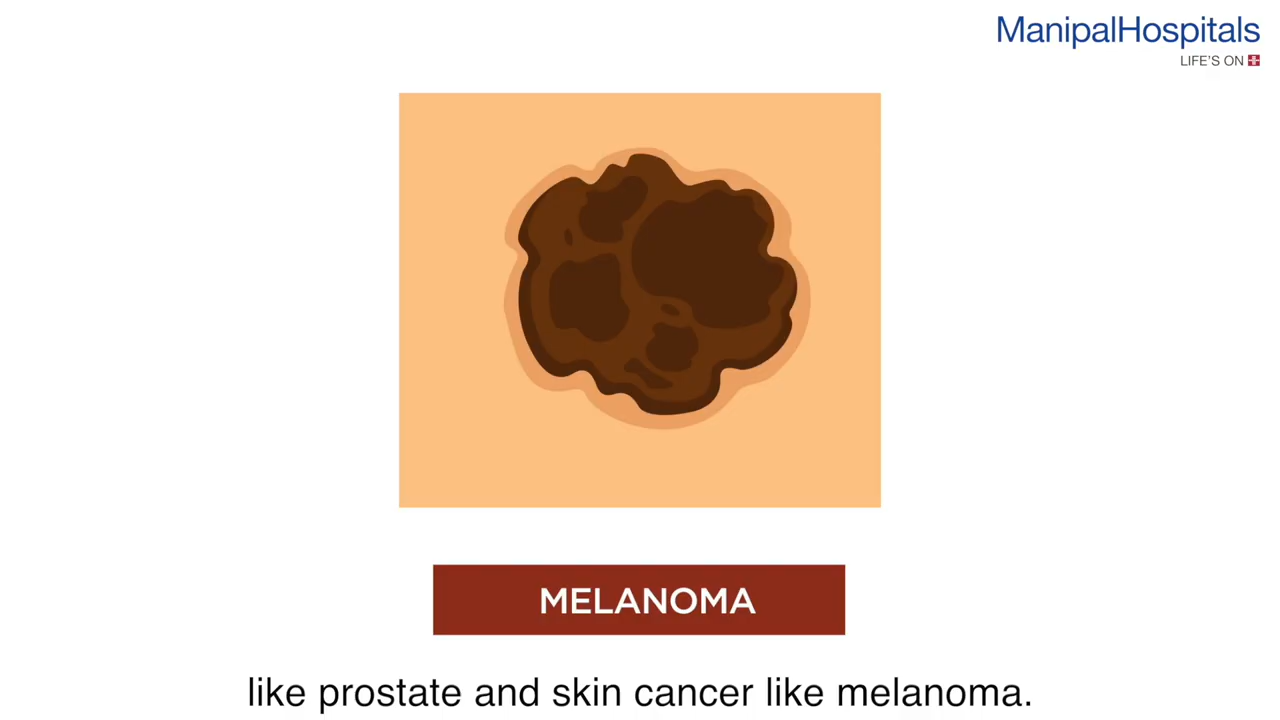 ManipalHospitals
LIFE'S ON
MELANOMA
like prostate and skin cancer like melanoma.